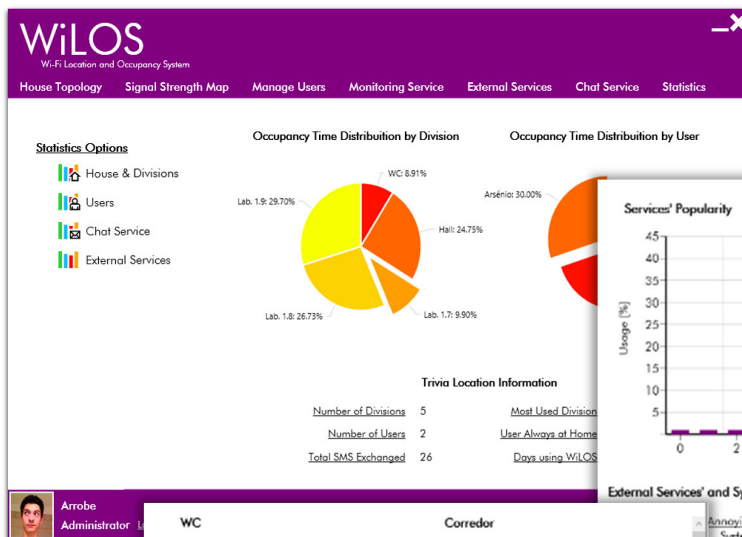 WiLOS
Wi-Fi Location and Occupancy System
House Topology Signal Strength Map Manage Users Monitoring Service External Services Chat Service Statistics
Statistics Options
House & Divisions
Users
Chat Service
External Services
Occupancy Time Distribuition by Division
WC: 8.91%
Lab. 1.9: 29.70%
Hall: 24.75%
Lab. 1.8: 26.73%
Lab. 1.7: 9.90%
Occupancy Time Distribuition by User
Arsénio: 30.00%
Services' Popularity
Usage [%]
45
40
35
30
25
20
15
10
5
0 2
Trivia Location Information
Number of Divisions 5 Most Used Division
Number of Users 2 User Always at Home
Total SMS Exchanged 26 Days using WiLOS
External Services' and Sy
Annoyi
Syst
Arrobe
Administrator
WC Corredor